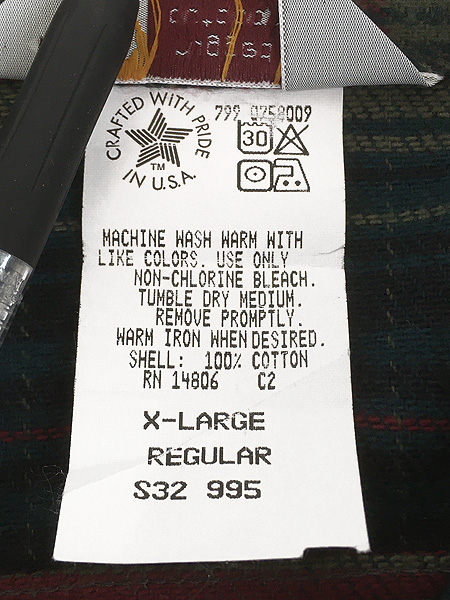 CRAFTED WITH PRIDE
TM
IN U.S.A.
30
MACHINE WASH WARM WITH
LIKE COLORS. USE ONLY
NON-CHLORINE BLEACH.
TUMBLE DRY MEDIUM.
REMOVE PROMPTLY.
WARM IRON WHEN DESIRED.
SHELL: 100% COTTON
RN 14806 C2
X-LARGE
REGULAR
S32 995